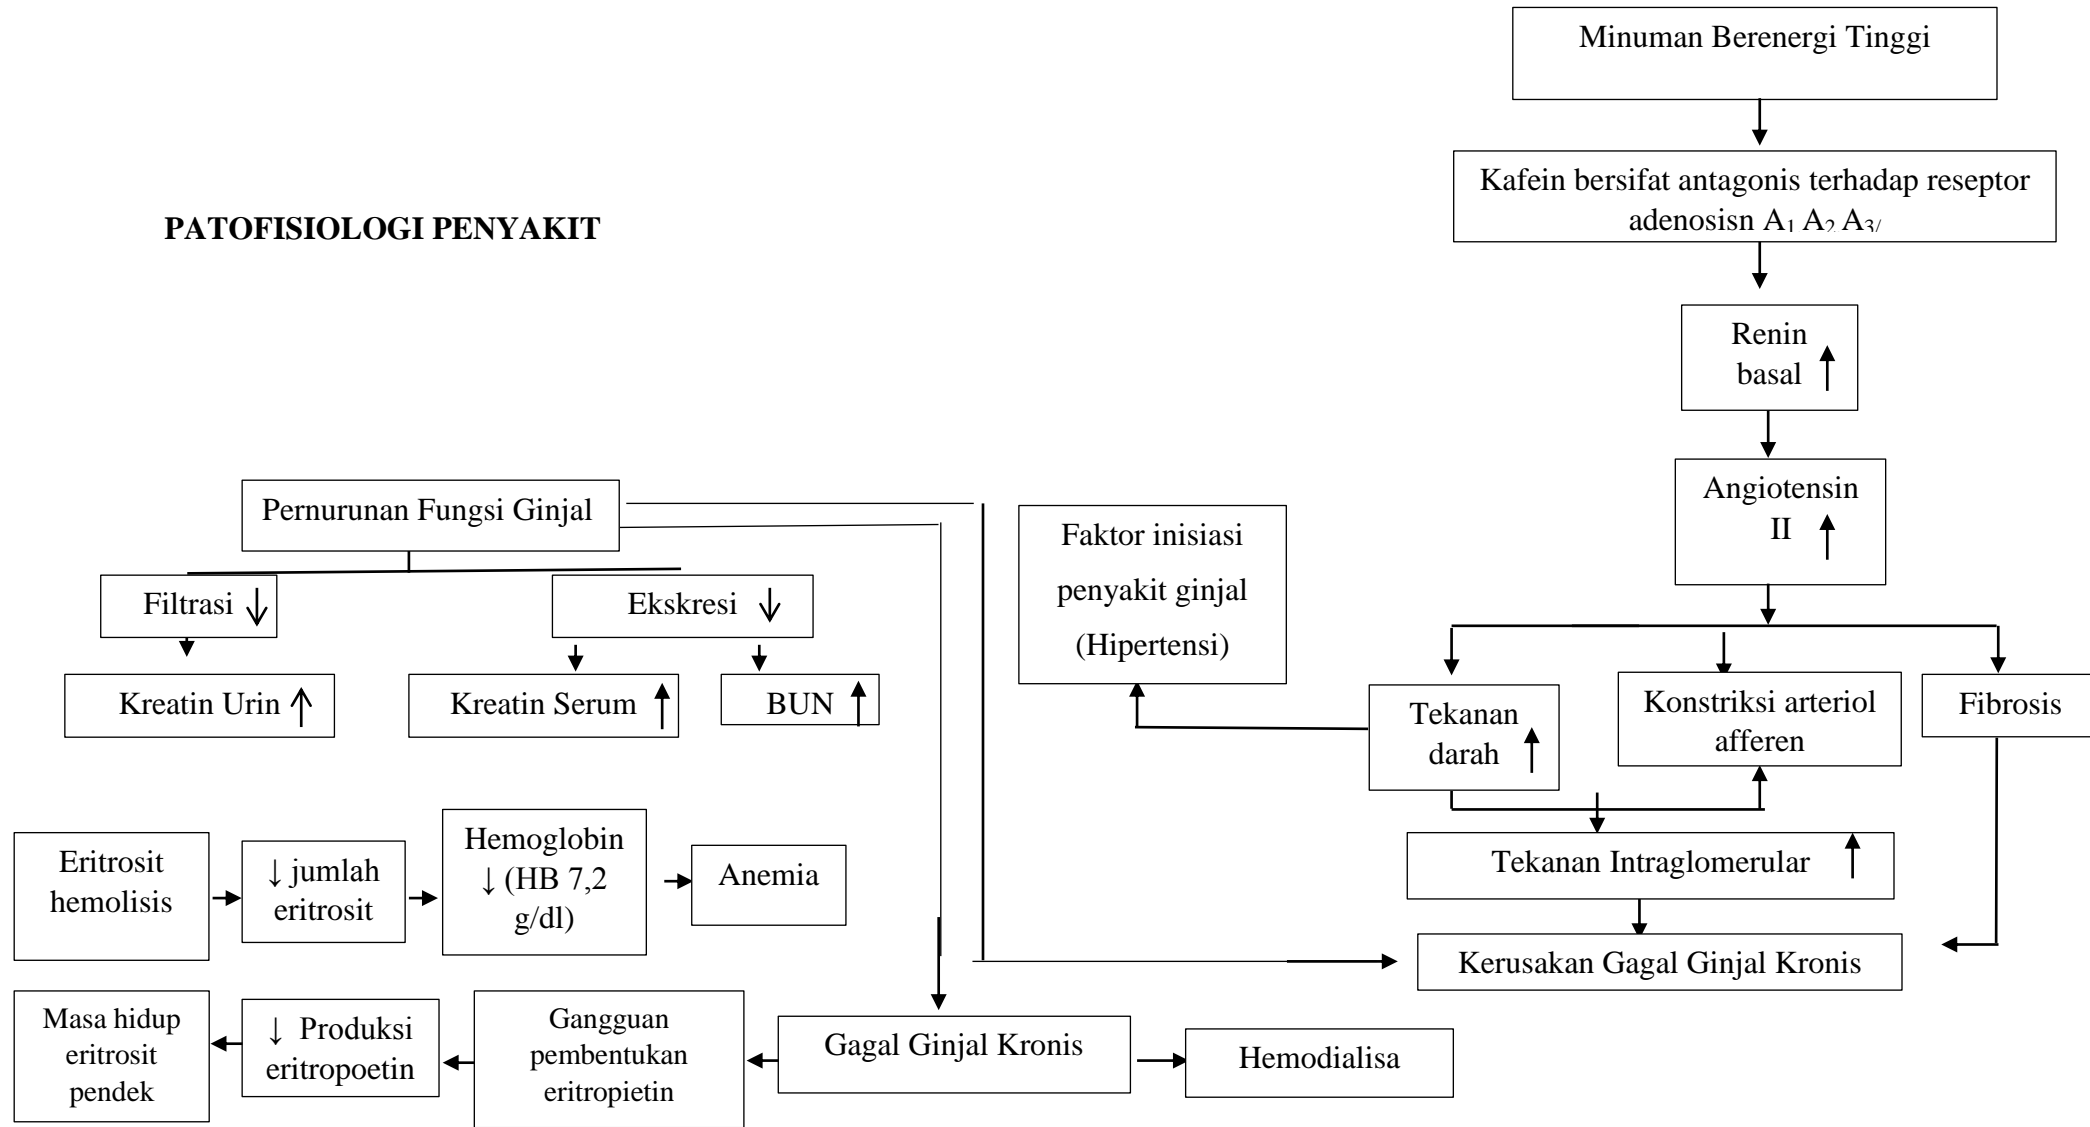 Minuman Berenergi Tinggi
Kafein bersifat antagonis terhadap reseptor
adenosisn A₁ A₂ A₃/
PATOFISIOLOGI PENYAKIT
Renin
basal ↑
Angiotensin
II ↑
Pernurunan Fungsi Ginjal
Faktor inisiasi
penyakit ginjal
(Hipertensi)
Filtrasi ↓
Ekskresi ↓
Kreatin Urin ↑
Kreatin Serum ↑
BUN ↑
Tekanan
darah ↑
Konstriksi arteriol
afferen
Fibrosis
Eritrosit
hemolisis
↓ jumlah
eritrosit
Hemoglobin
↓ (HB 7,2
g/dl)
Anemia
Tekanan Intraglomerular ↑
Kerusakan Gagal Ginjal Kronis
Masa hidup
eritrosit
pendek
↓ Produksi
eritropoetin
Gangguan
pembentukan
eritropietin
Gagal Ginjal Kronis
Hemodialisa